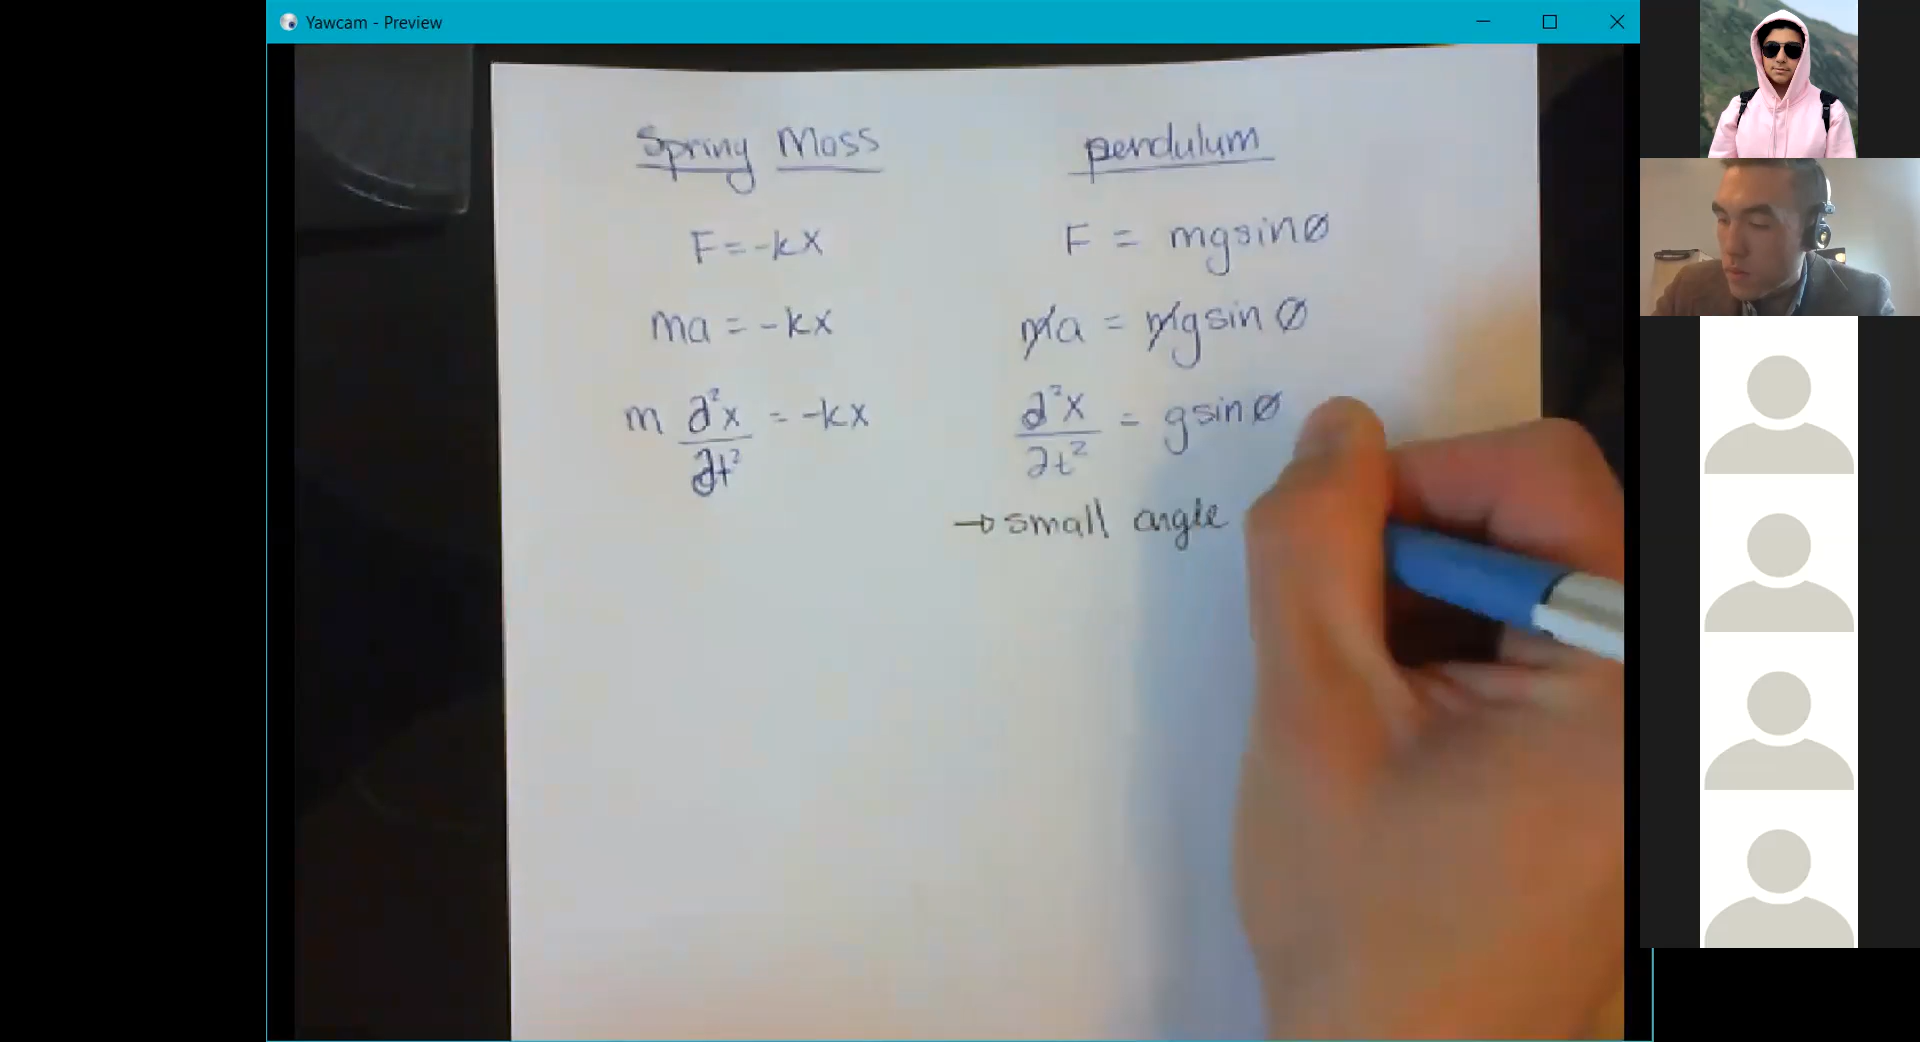 Yawcam - Preview
Spring Mass
F = -kx
ma = -kx
m ∂²x/∂t² = -kx
pendulum
F = mgsinø
ma = mgsin ø
∂²x/∂t² = gsinø
→ small angle